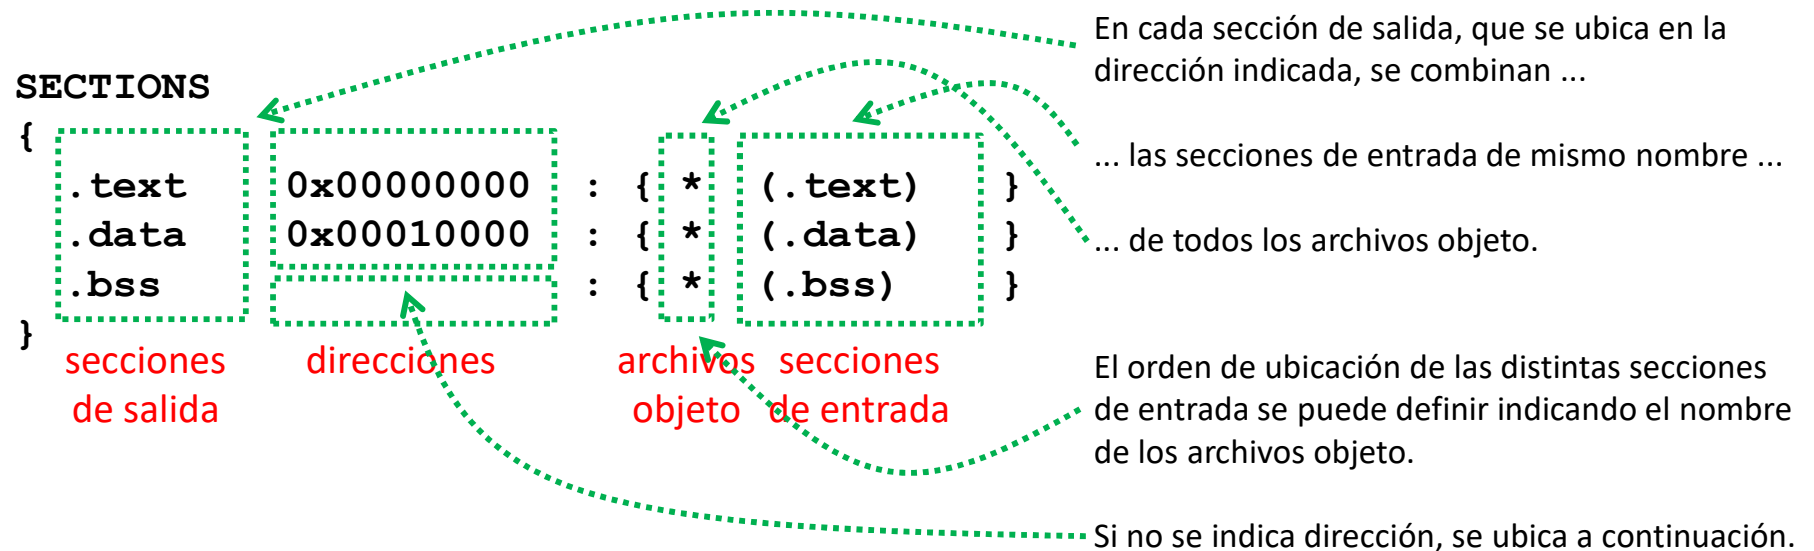 SECTIONS
{
.text 0x00000000 : { * (.text) }
.data 0x00010000 : { * (.data) }
.bss : { * (.bss) }
}
secciones de salida
direcciones
archivos objeto
secciones de entrada
En cada sección de salida, que se ubica en la
dirección indicada, se combinan ...
... las secciones de entrada de mismo nombre ...
... de todos los archivos objeto.
El orden de ubicación de las distintas secciones
de entrada se puede definir indicando el nombre
de los archivos objeto.
Si no se indica dirección, se ubica a continuación.